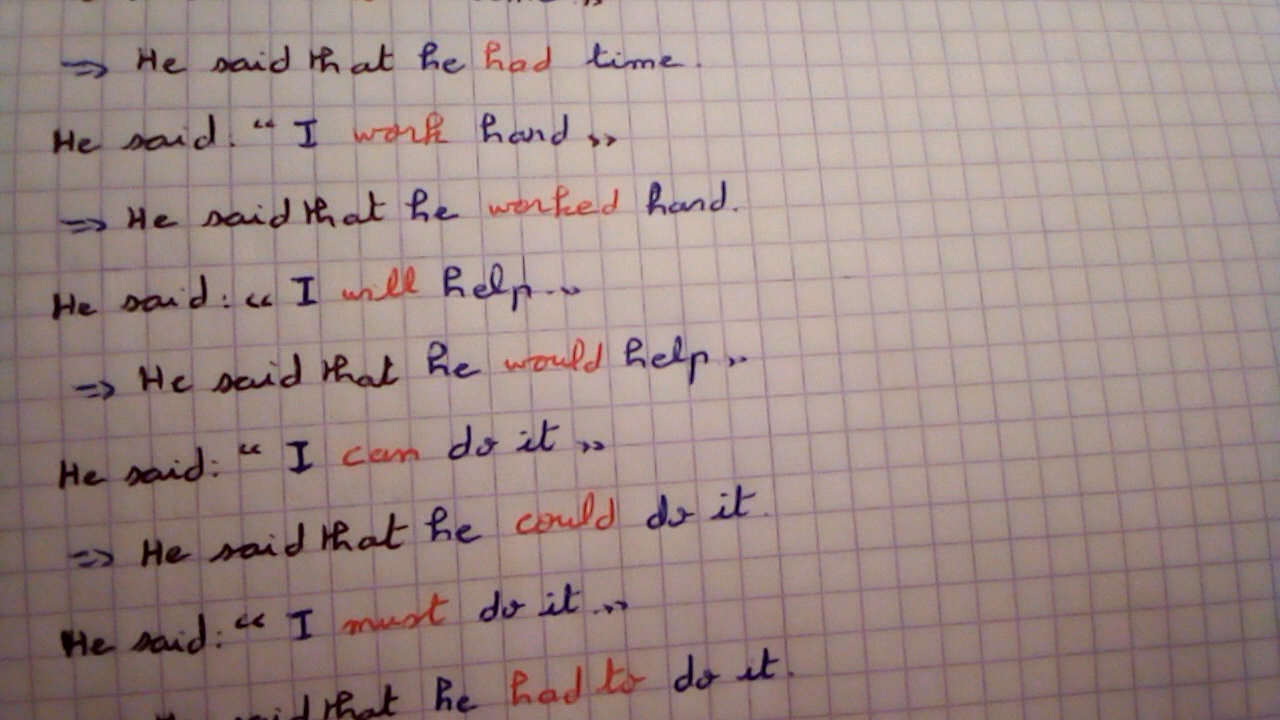 ⇒ He said that he had time.
He said: “ I work hard »
⇒ He said that he worked hard.
He said: “ I will help.»
⇒ He said that he would help.»
He said: “ I can do it »
⇒ He said that he could do it.
He said: “ I must do it.»
said that he had to do it.